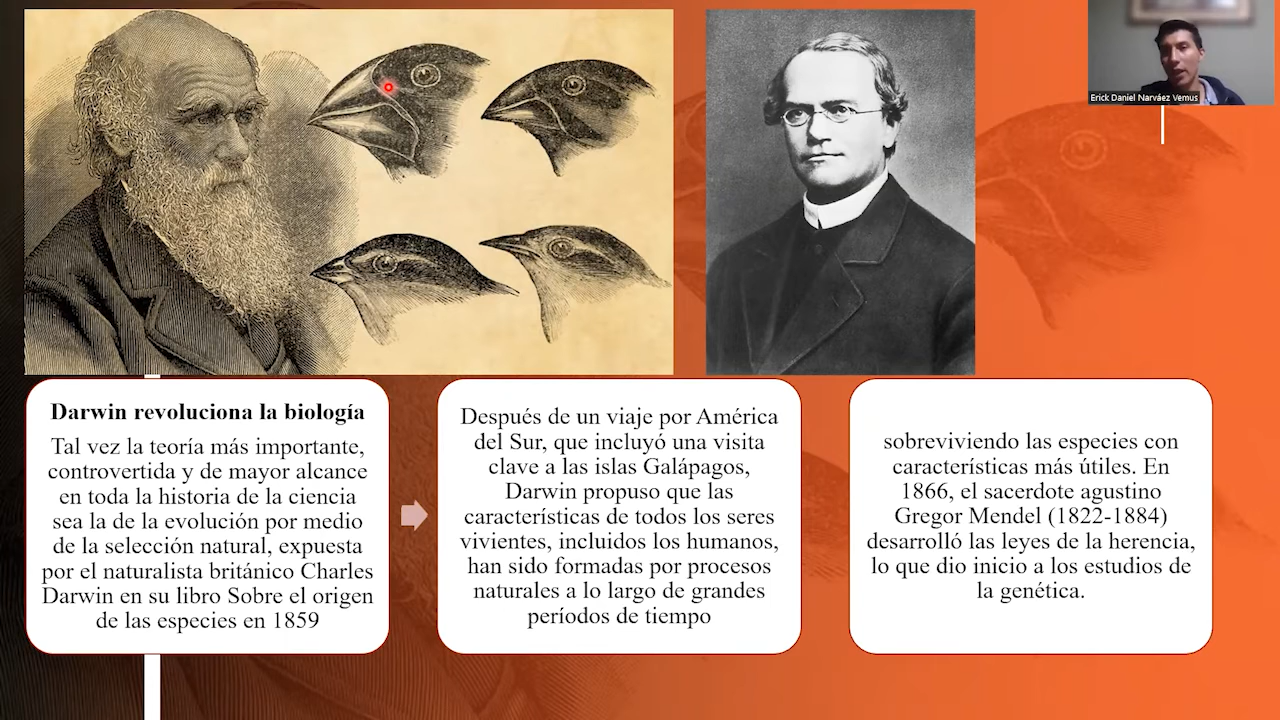 Erick Daniel Narváez Vemus
Darwin revoluciona la biología
Tal vez la teoría más importante,
controvertida y de mayor alcance
en toda la historia de la ciencia
sea la de la evolución por medio
de la selección natural, expuesta
por el naturalista británico Charles
Darwin en su libro Sobre el origen
de las especies en 1859
Después de un viaje por América
del Sur, que incluyó una visita
clave a las islas Galápagos,
Darwin propuso que las
características de todos los seres
vivientes, incluidos los humanos,
han sido formadas por procesos
naturales a lo largo de grandes
períodos de tiempo
sobreviviendo las especies con
características más útiles. En
1866, el sacerdote agustino
Gregor Mendel (1822-1884)
desarrolló las leyes de la herencia,
lo que dio inicio a los estudios de
la genética.